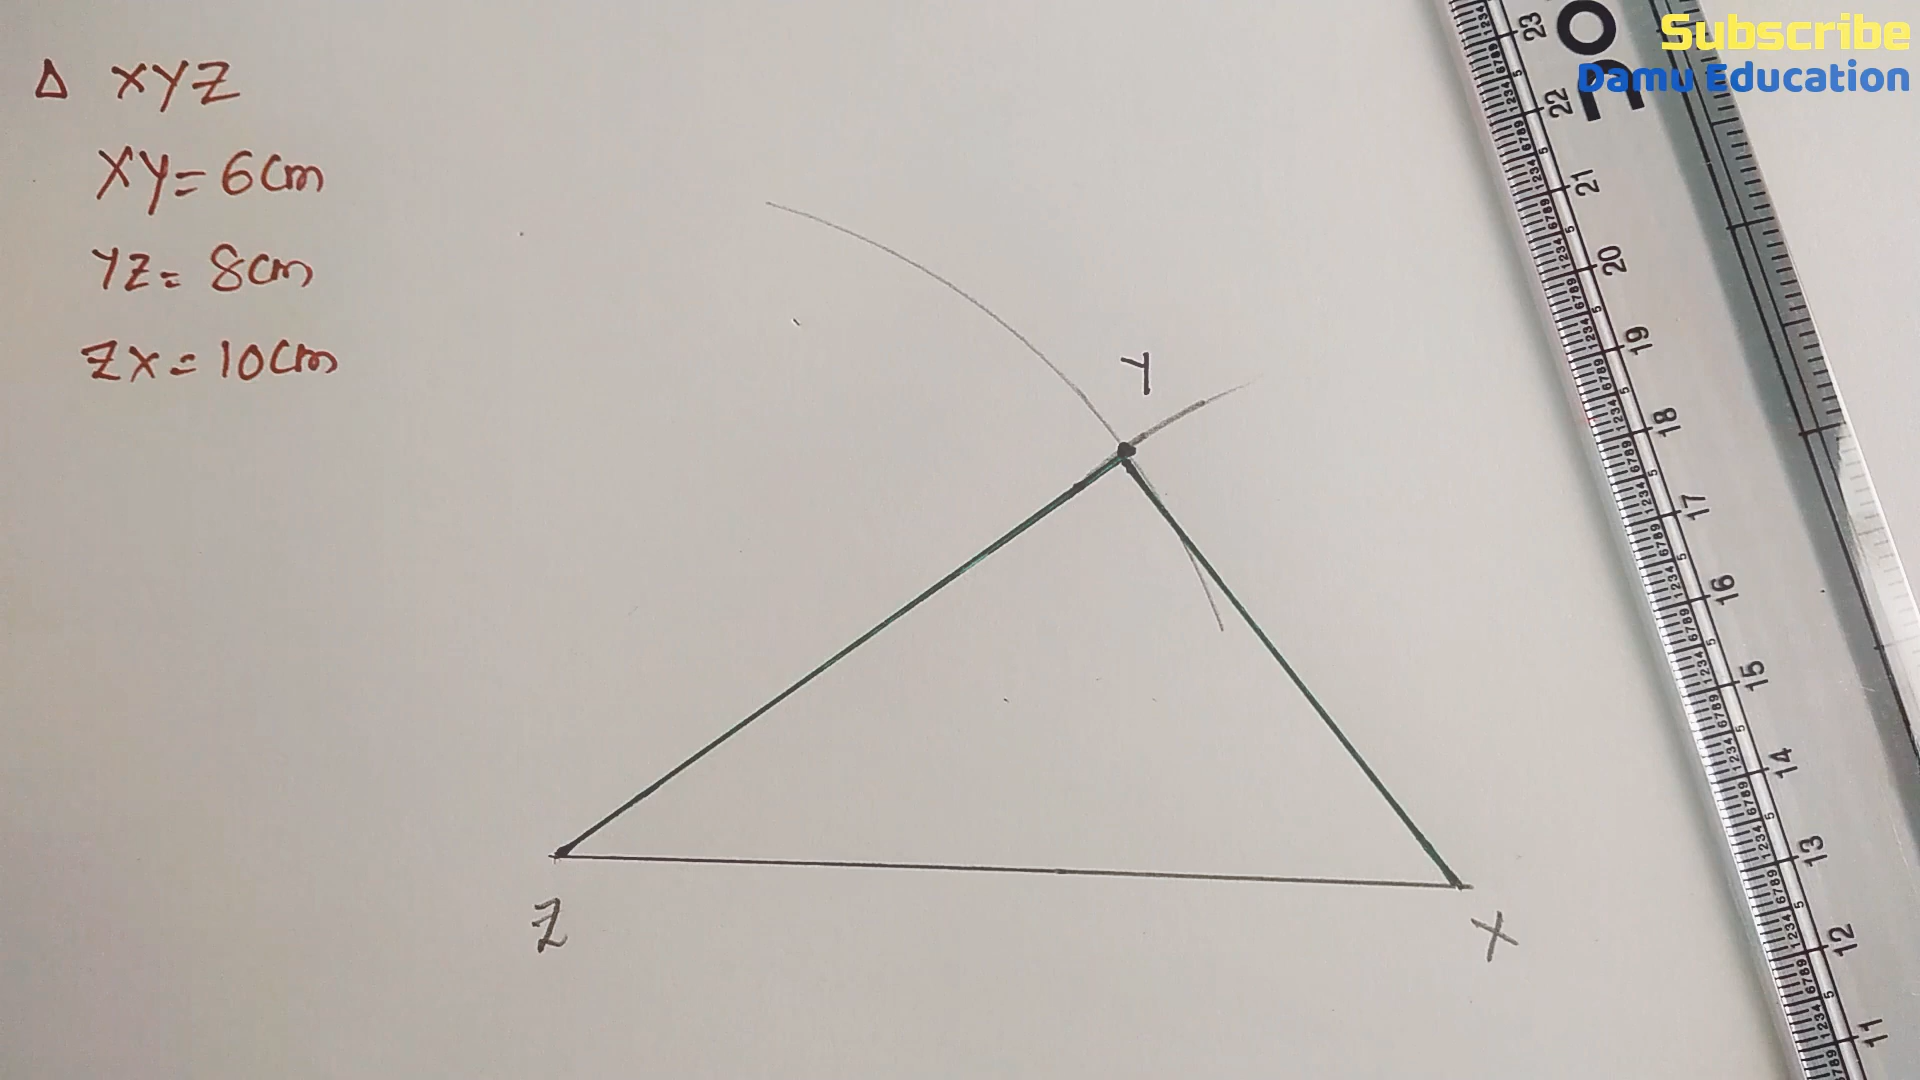 Δ XYZ
XY = 6cm
YZ = 8cm
ZX = 10cm
Y
Z
X
Subscribe
Damu Education
30
23
22
21
20
19
18
17
16
15
14
13
12
11